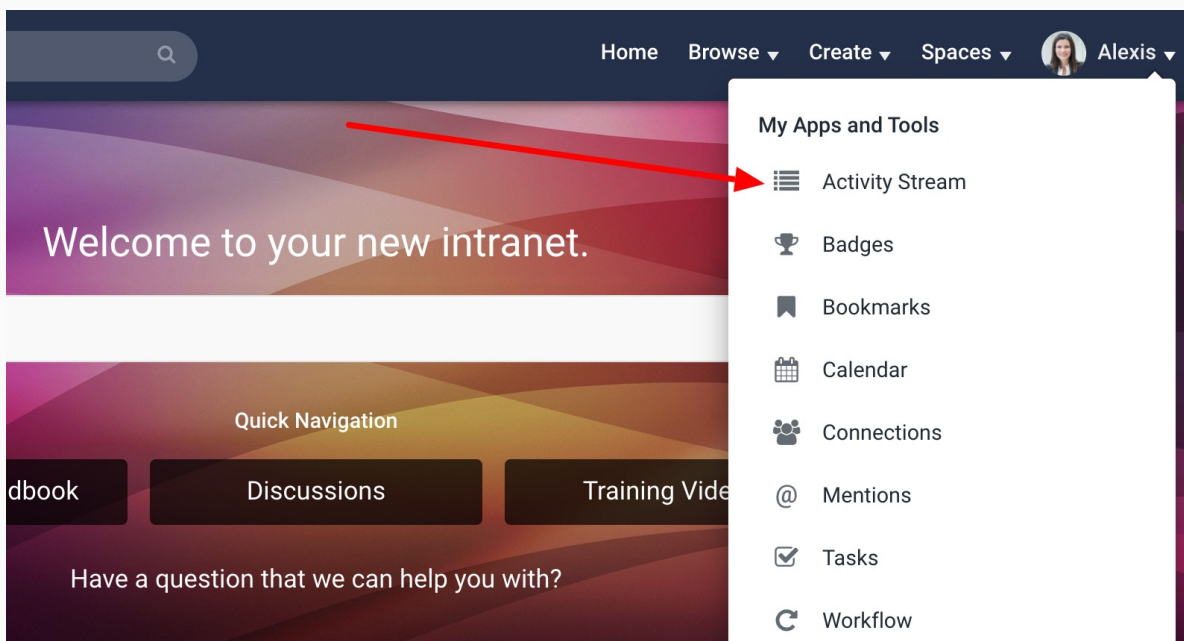 Home Browse Create Spaces Alexis
My Apps and Tools
Activity Stream
Badges
Bookmarks
Calendar
Connections
@ Mentions
Tasks
Workflow
Welcome to your new intranet.
Quick Navigation
dbook Discussions Training Vide
Have a question that we can help you with?